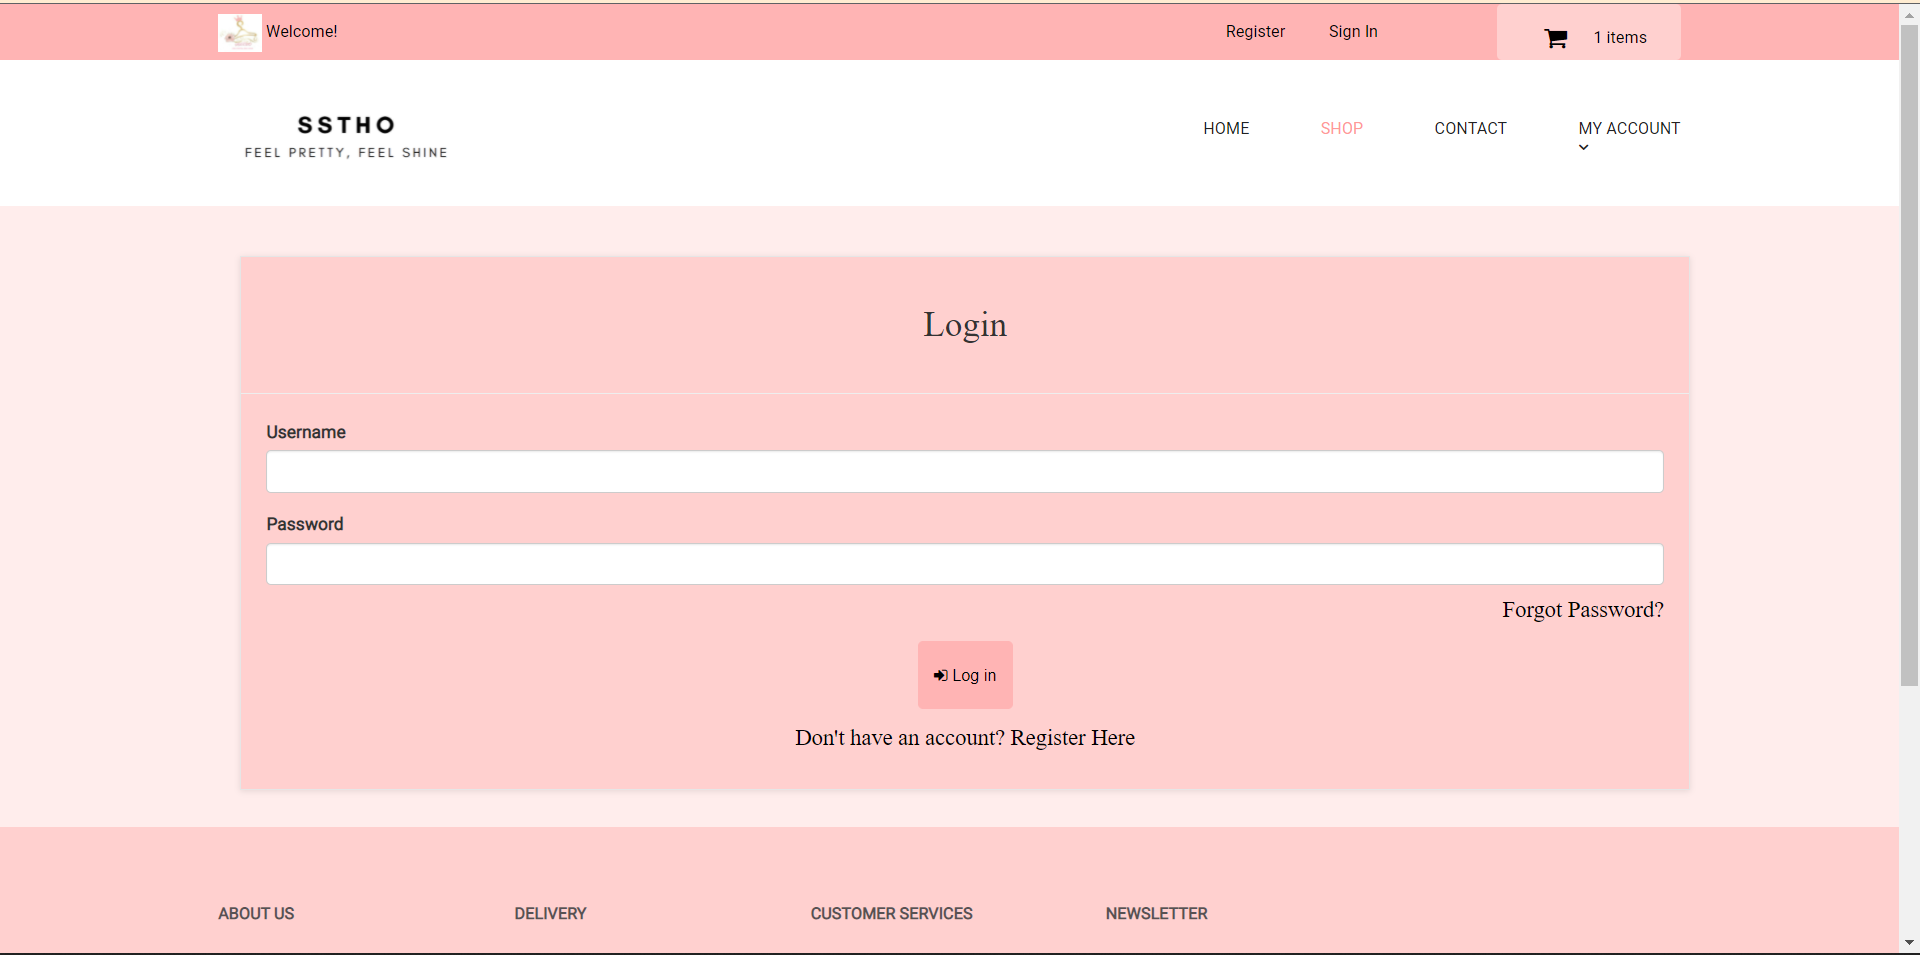 Welcome!
Register
Sign In
1 items
SSTHO
FEEL PRETTY, FEEL SHINE
HOME
SHOP
CONTACT
MY ACCOUNT
Login
Username
Password
Forgot Password?
Log in
Don't have an account? Register Here
ABOUT US
DELIVERY
CUSTOMER SERVICES
NEWSLETTER